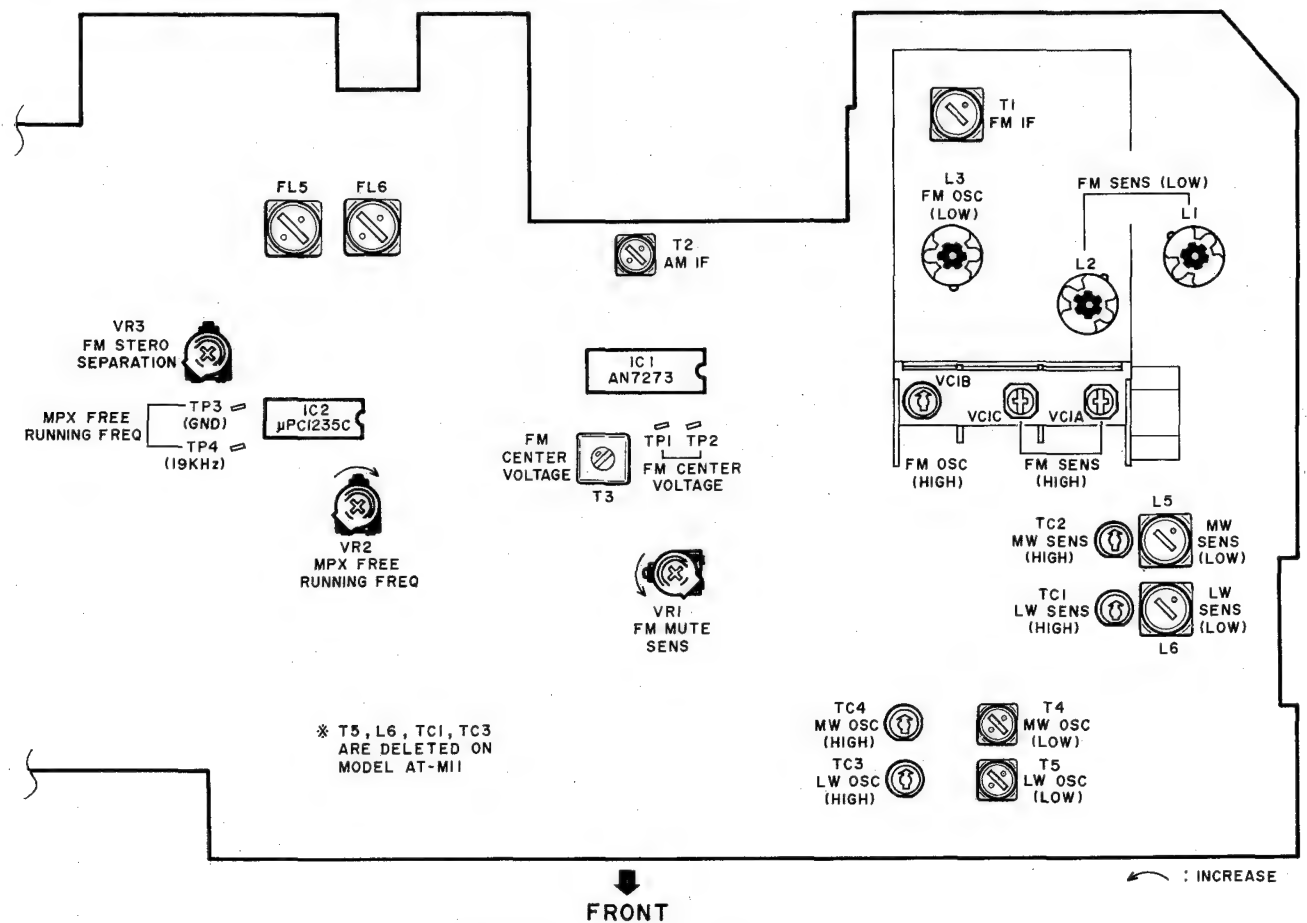 T1
FM IF
FL5
FL6
L3
FM OSC
(LOW)
FM SENS (LOW)
L1
T2
AM IF
L2
VR3
FM STERO
SEPARATION
IC1
AN7273
VC1B
VC1C
VC1A
MPX FREE
RUNNING FREQ
TP3
(GND)
TP4
(19KHz)
IC2
μPC1235C
FM
CENTER
VOLTAGE
T3
TP1
TP2
FM CENTER
VOLTAGE
FM OSC
(HIGH)
FM SENS
(HIGH)
VR2
MPX FREE
RUNNING FREQ
TC2
MW SENS
(HIGH)
L5
MW
SENS
(LOW)
VR1
FM MUTE
SENS
TC1
LW SENS
(HIGH)
LW
SENS
(LOW)
L6
※ T5, L6, TC1, TC3
ARE DELETED ON
MODEL AT-M11
TC4
MW OSC
(HIGH)
T4
MW OSC
(LOW)
TC3
LW OSC
(HIGH)
T5
LW OSC
(LOW)
: INCREASE
FRONT